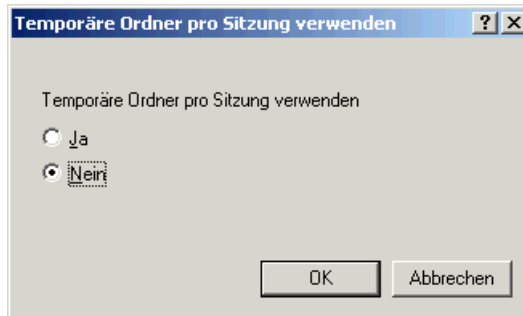 Temporäre Ordner pro Sitzung verwenden
Temporäre Ordner pro Sitzung verwenden
Ja
Nein
OK Abbrechen